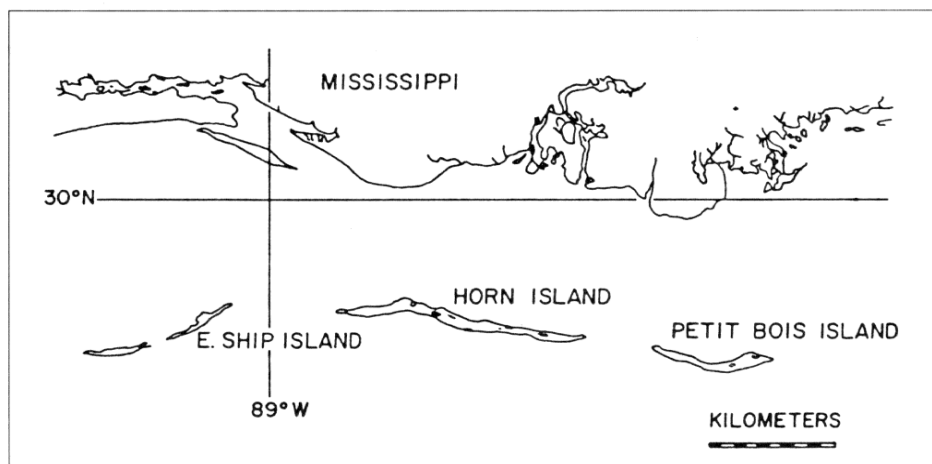 MISSISSIPPI
30°N
HORN ISLAND
E. SHIP ISLAND
PETIT BOIS ISLAND
89°W
KILOMETERS